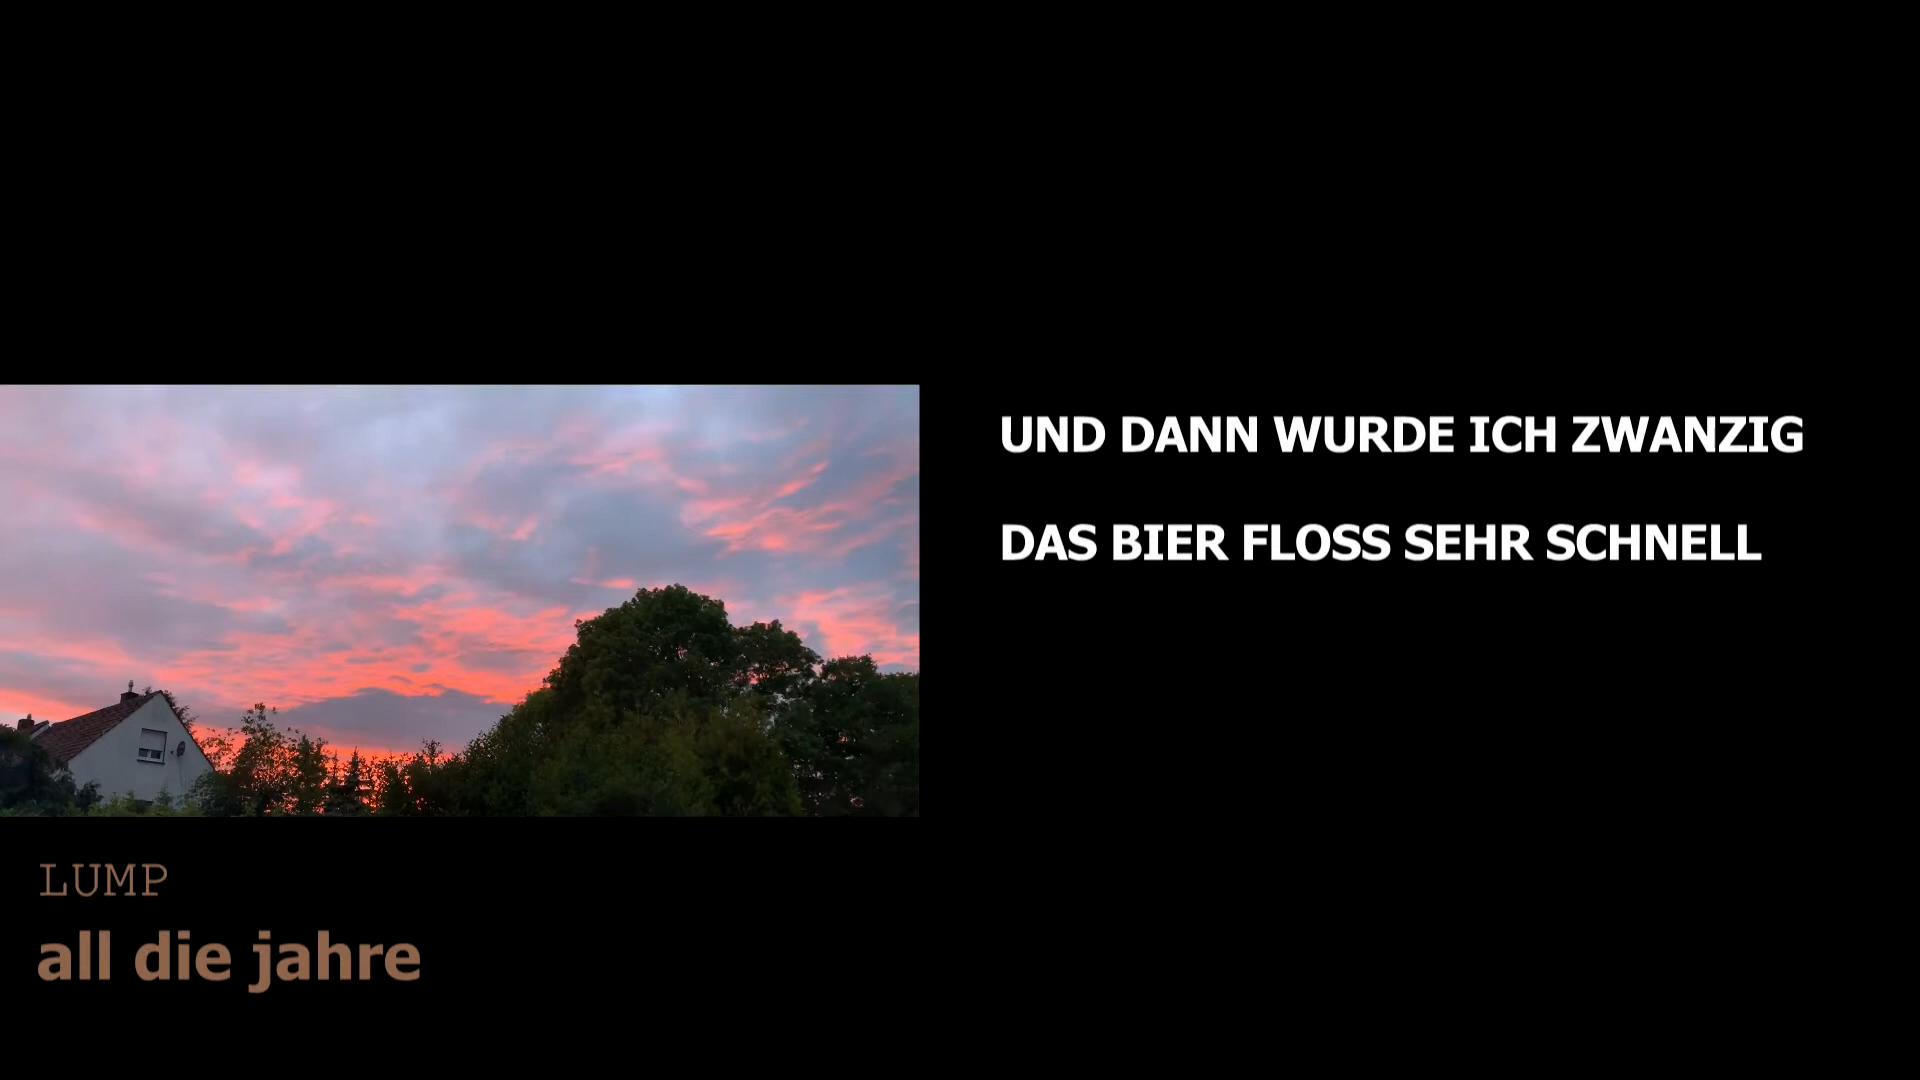 UND DANN WURDE ICH ZWANZIG
DAS BIER FLOSS SEHR SCHNELL
LUMP
all die jahre